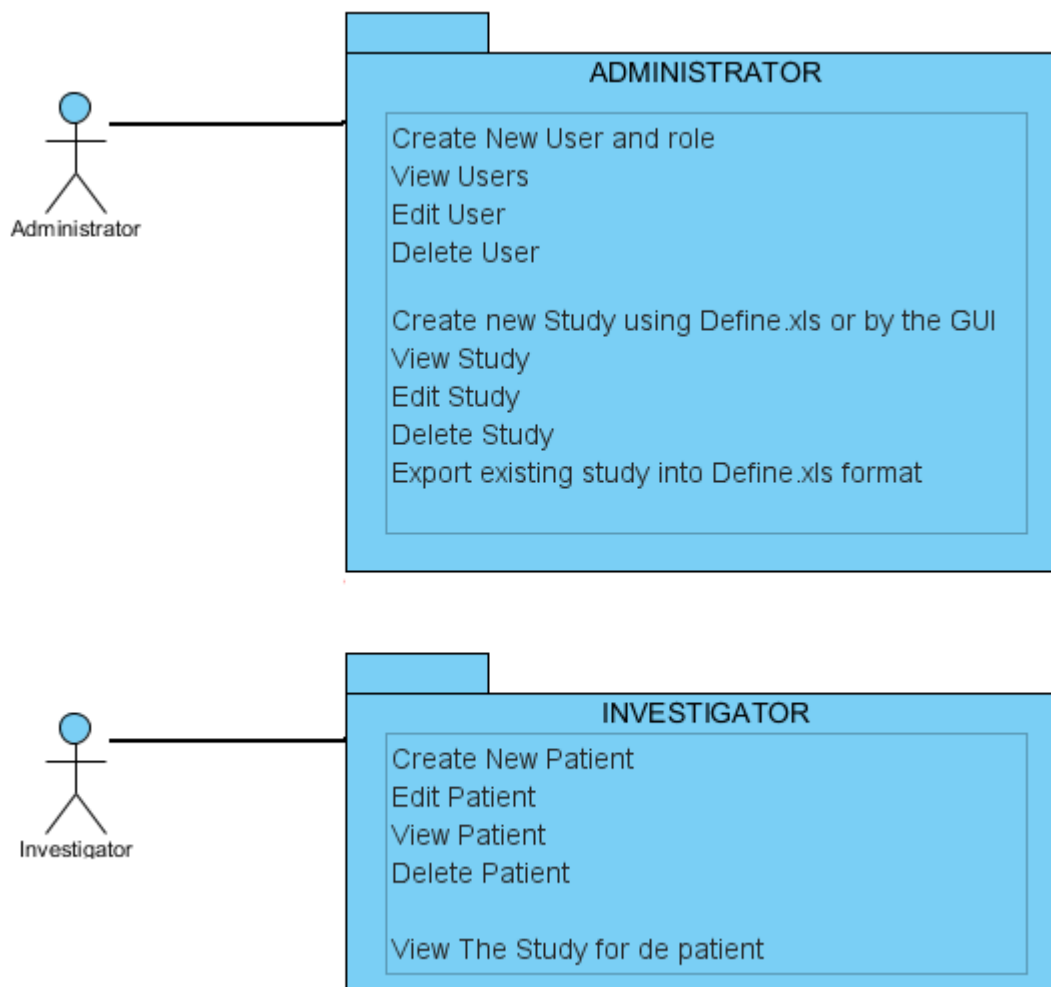 ADMINISTRATOR
Create New User and role
View Users
Edit User
Delete User
Administrator
Create new Study using Define.xls or by the GUI
View Study
Edit Study
Delete Study
Export existing study into Define.xls format
INVESTIGATOR
Create New Patient
Edit Patient
View Patient
Delete Patient
Investigator
View The Study for de patient